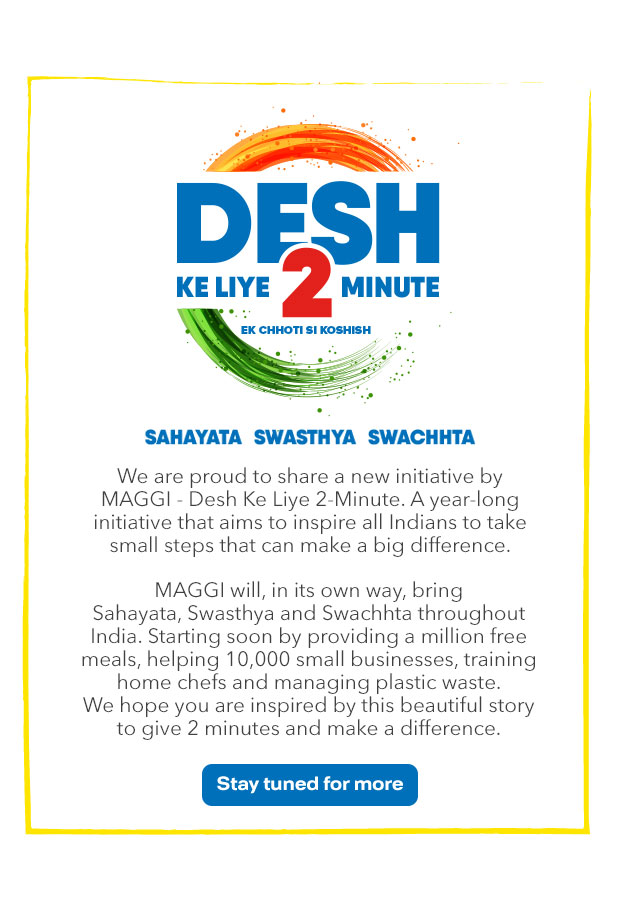 DESH
KE LIYE 2 MINUTE
EK CHHOTI SI KOSHISH
SAHAYATA SWASTHYA SWACHHTA
We are proud to share a new initiative by
MAGGI - Desh Ke Liye 2-Minute. A year-long
initiative that aims to inspire all Indians to take
small steps that can make a big difference.
MAGGI will, in its own way, bring
Sahayata, Swasthya and Swachhta throughout
India. Starting soon by providing a million free
meals, helping 10,000 small businesses, training
home chefs and managing plastic waste.
We hope you are inspired by this beautiful story
to give 2 minutes and make a difference.
Stay tuned for more